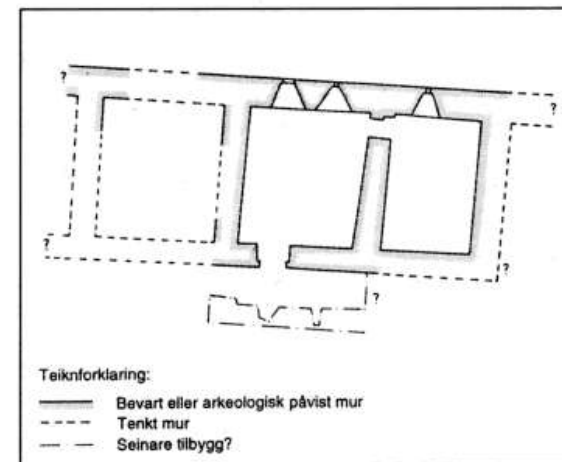 ?
?
?
?
?
?
Teiknforklaring:
Bevart eller arkeologisk påvist mur
Tenkt mur
Seinare tilbygg?